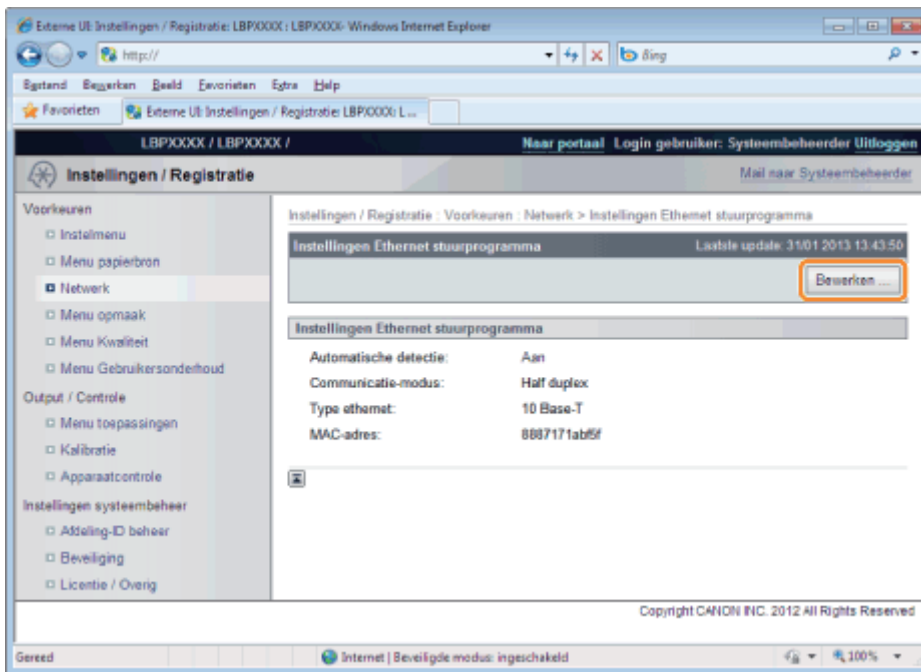 Externe UI: Instellingen / Registratie: LBPXXXX : LBPXXXX- Windows Internet Explorer
http://
Bing
Bestand Bewerken Beeld Favorieten Extra Help
Favorieten
Externe UI: Instellingen / Registratie: LBPXXXX: L...
LBPXXXX / LBPXXXX /
Naar portaal Login gebruiker: Systeembeheerder Uitloggen
Instellingen / Registratie
Mail naar Systeembeheerder
Voorkeuren
Instelmenu
Menu papierbron
Netwerk
Menu opmaak
Menu Kwaliteit
Menu Gebruikersonderhoud
Output / Controle
Menu toepassingen
Kalibratie
Apparaatcontrole
Instellingen systeembeheer
Afdeling-ID beheer
Beveiliging
Licentie / Overig
Instellingen / Registratie : Voorkeuren : Netwerk > Instellingen Ethernet stuurprogramma
Instellingen Ethernet stuurprogramma
Laatste update: 31/01 2013 13:43:50
Bewerken ...
Instellingen Ethernet stuurprogramma
Automatische detectie: Aan
Communicatie-modus: Half duplex
Type ethernet: 10 Base-T
MAC-adres: 8887171abf5f
Copyright CANON INC. 2012 All Rights Reserved
Gereed
Internet | Beveiligde modus: ingeschakeld
100%